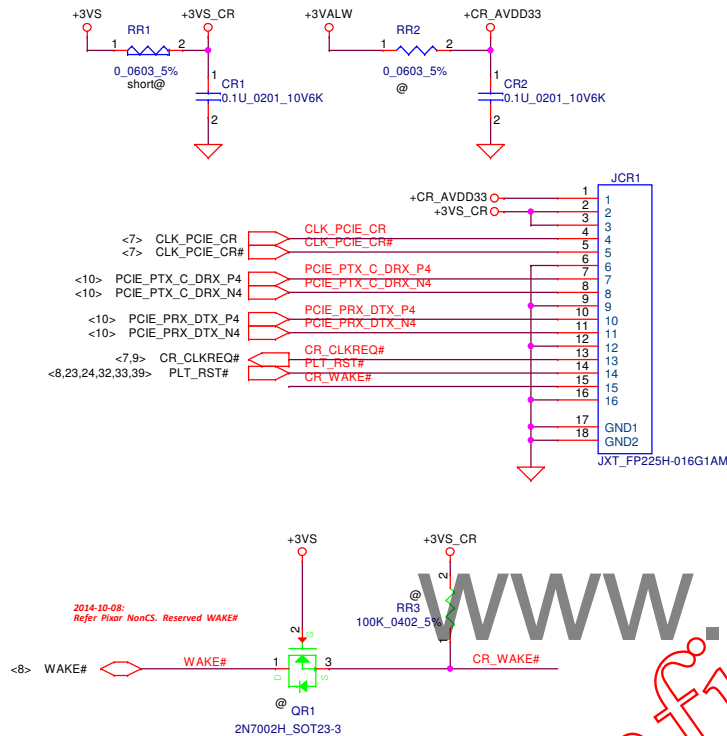 +3VS
+3VS_CR
+3VALW
+CR_AVDD33
RR1
RR2
1 2
1 2
0_0603_5%
short@
0_0603_5%
@
1
CR1
0.1U_0201_10V6K
2
1
CR2
0.1U_0201_10V6K
2
JCR1
+CR_AVDD33 1 1
+3VS_CR 2 2
3 3
<7> CLK_PCIE_CR CLK_PCIE_CR 4 4
<7> CLK_PCIE_CR# CLK_PCIE_CR# 5 5
6 6
<10> PCIE_PTX_C_DRX_P4 PCIE_PTX_C_DRX_P4 7 7
<10> PCIE_PTX_C_DRX_N4 PCIE_PTX_C_DRX_N4 8 8
9 9
<10> PCIE_PRX_DTX_P4 PCIE_PRX_DTX_P4 10 10
<10> PCIE_PRX_DTX_N4 PCIE_PRX_DTX_N4 11 11
12 12
<7,9> CR_CLKREQ# CR_CLKREQ# 13 13
<8,23,24,32,33,39> PLT_RST# PLT_RST# 14 14
CR_WAKE# 15 15
16 16
17 GND1
18 GND2
JXT_FP225H-016G1AM
+3VS
+3VS_CR
2
@
RR3
100K_0402_5%
1
www.
2014-10-08:
Refer Pixar NonCS. Reserved WAKE#
2
G
<8> WAKE# WAKE# 1 3 CR_WAKE#
D S
@
QR1
2N7002H_SOT23-3